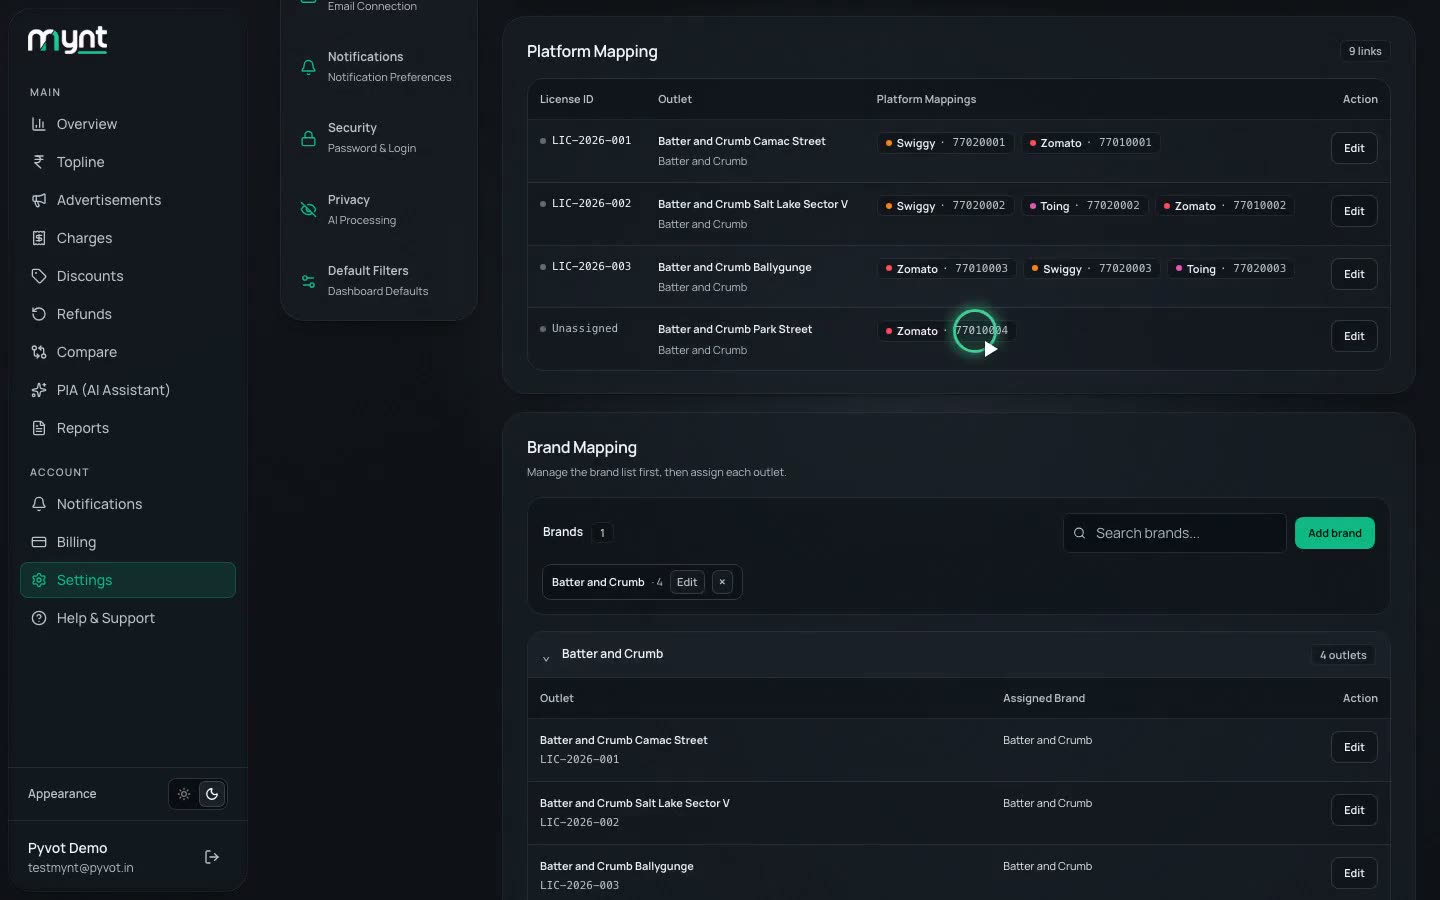 mynt
MAIN
Overview
Topline
Advertisements
Charges
Discounts
Refunds
Compare
PIA (AI Assistant)
Reports
ACCOUNT
Notifications
Billing
Settings
Help & Support
Appearance
Pyvot Demo
testmynt@pyvot.in
Email Connection
Notifications
Notification Preferences
Security
Password & Login
Privacy
AI Processing
Default Filters
Dashboard Defaults
Platform Mapping
9 links
License ID Outlet Platform Mappings Action
LIC-2026-001 Batter and Crumb Camac Street Swiggy · 77020001 Zomato · 77010001 Edit
Batter and Crumb
LIC-2026-002 Batter and Crumb Salt Lake Sector V Swiggy · 77020002 Toing · 77020002 Zomato · 77010002 Edit
Batter and Crumb
LIC-2026-003 Batter and Crumb Ballygunge Zomato · 77010003 Swiggy · 77020003 Toing · 77020003 Edit
Batter and Crumb
Unassigned Batter and Crumb Park Street Zomato · 77010004 Edit
Batter and Crumb
Brand Mapping
Manage the brand list first, then assign each outlet.
Brands 1 Search brands... Add brand
Batter and Crumb · 4 Edit ×
Batter and Crumb 4 outlets
Outlet Assigned Brand Action
Batter and Crumb Camac Street Batter and Crumb Edit
LIC-2026-001
Batter and Crumb Salt Lake Sector V Batter and Crumb Edit
LIC-2026-002
Batter and Crumb Ballygunge Batter and Crumb Edit
LIC-2026-003